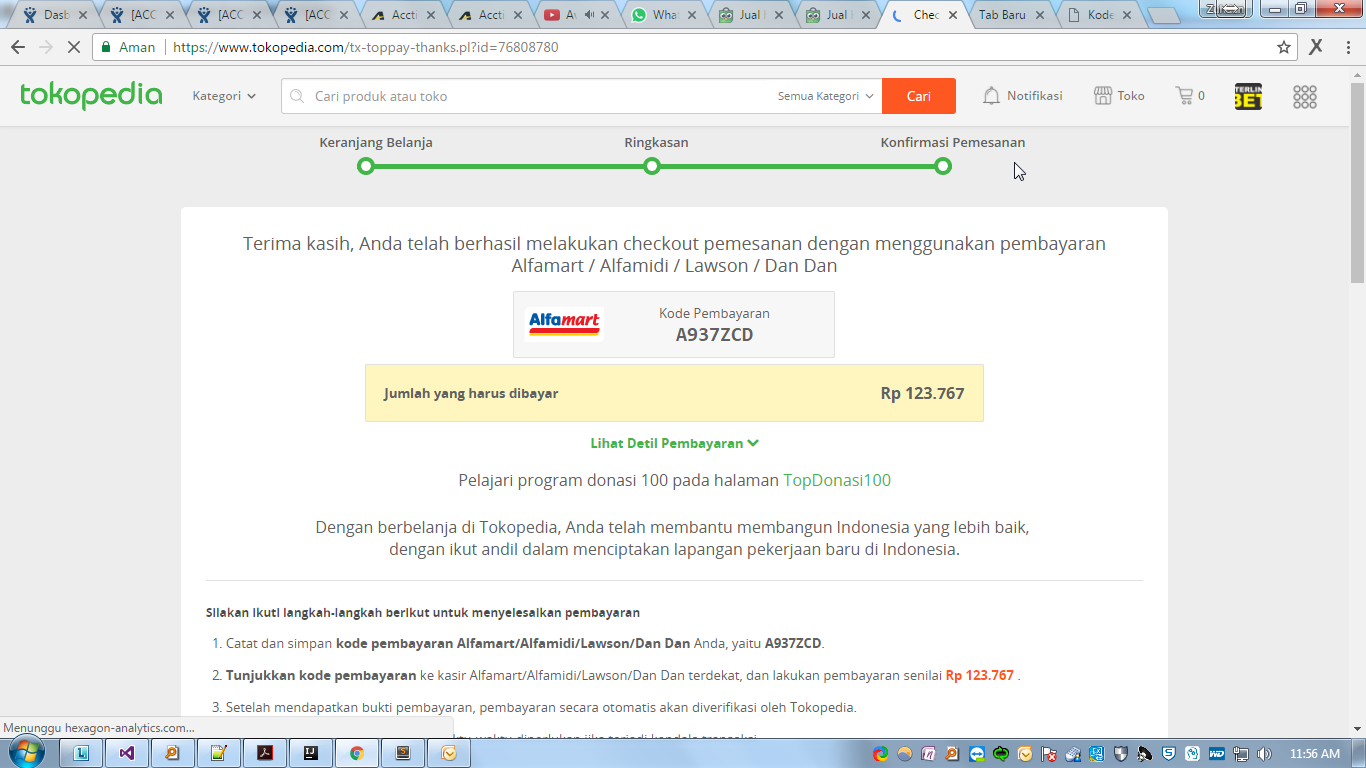 Dasb
[ACC
[ACC
[ACC
Accti
Accti
What
Jual
Jual
Chec
Tab Baru
Kode
Aman
https://www.tokopedia.com/tx-toppay-thanks.pl?id=76808780
tokopedia
Kategori
Cari produk atau toko
Semua Kategori
Cari
Notifikasi
Toko
0
TERLIN
BET
Keranjang Belanja
Ringkasan
Konfirmasi Pemesanan
Terima kasih, Anda telah berhasil melakukan checkout pemesanan dengan menggunakan pembayaran
Alfamart / Alfamidi / Lawson / Dan Dan
Alfamart
Kode Pembayaran
A937ZCD
Jumlah yang harus dibayar
Rp 123.767
Lihat Detil Pembayaran
Pelajari program donasi 100 pada halaman TopDonasi100
Dengan berbelanja di Tokopedia, Anda telah membantu membangun Indonesia yang lebih baik,
dengan ikut andil dalam menciptakan lapangan pekerjaan baru di Indonesia.
Silakan ikuti langkah-langkah berikut untuk menyelesaikan pembayaran
1. Catat dan simpan kode pembayaran Alfamart/Alfamidi/Lawson/Dan Dan Anda, yaitu A937ZCD.
2. Tunjukkan kode pembayaran ke kasir Alfamart/Alfamidi/Lawson/Dan Dan terdekat, dan lakukan pembayaran senilai Rp 123.767 .
3. Setelah mendapatkan bukti pembayaran, pembayaran secara otomatis akan diverifikasi oleh Tokopedia.
Menunggu hexagon-analytics.com...
11:56 AM